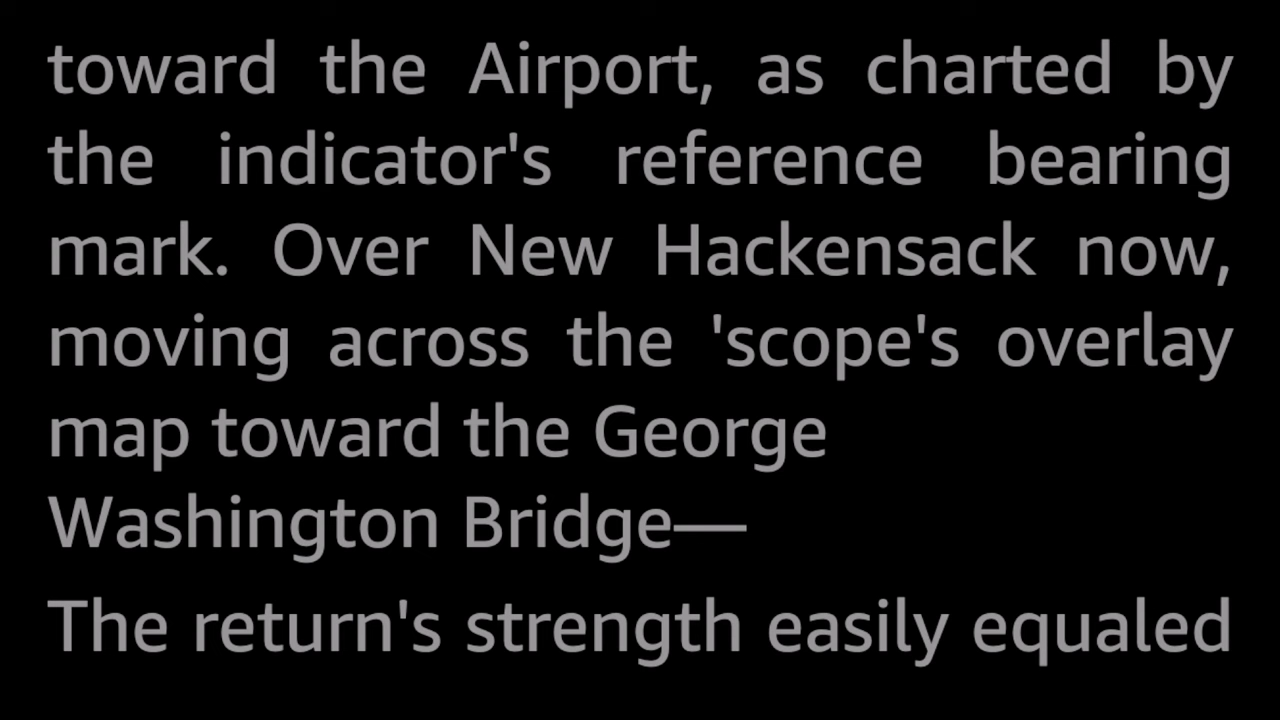 toward the Airport, as charted by
the indicator's reference bearing
mark. Over New Hackensack now,
moving across the 'scope's overlay
map toward the George
Washington Bridge—
The return's strength easily equaled